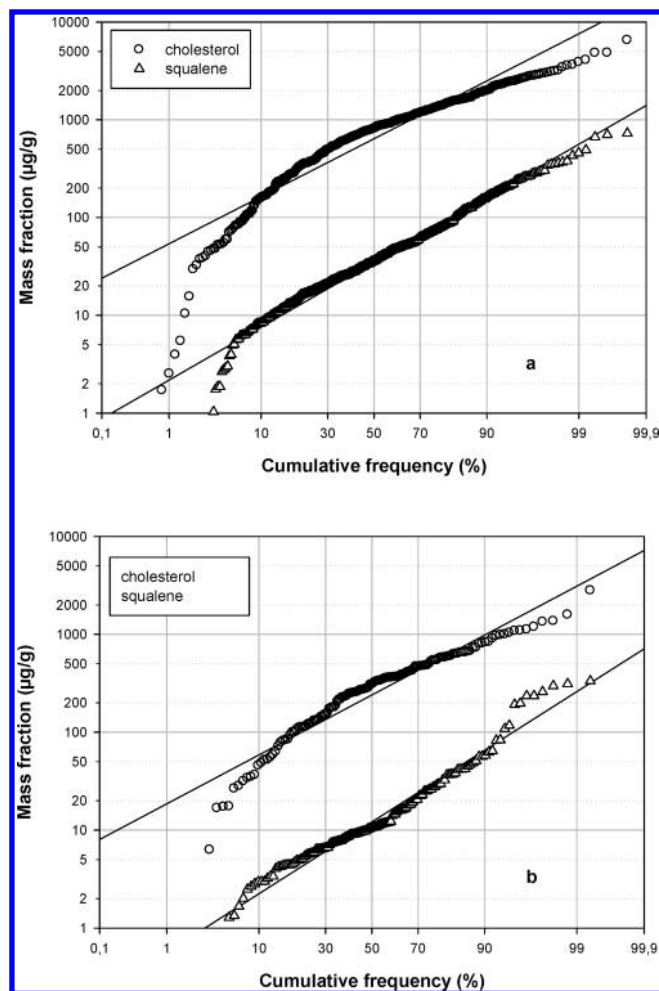 10000
cholesterol
squalene
5000
2000
1000
500
200
100
50
20
10
5
2
1
Mass fraction (µg/g)
a
0,1 1 10 30 50 70 90 99 99,9
Cumulative frequency (%)
10000
cholesterol
squalene
5000
2000
1000
500
200
100
50
20
10
5
2
1
Mass fraction (µg/g)
b
0,1 1 10 30 50 70 90 99 99,9
Cumulative frequency (%)